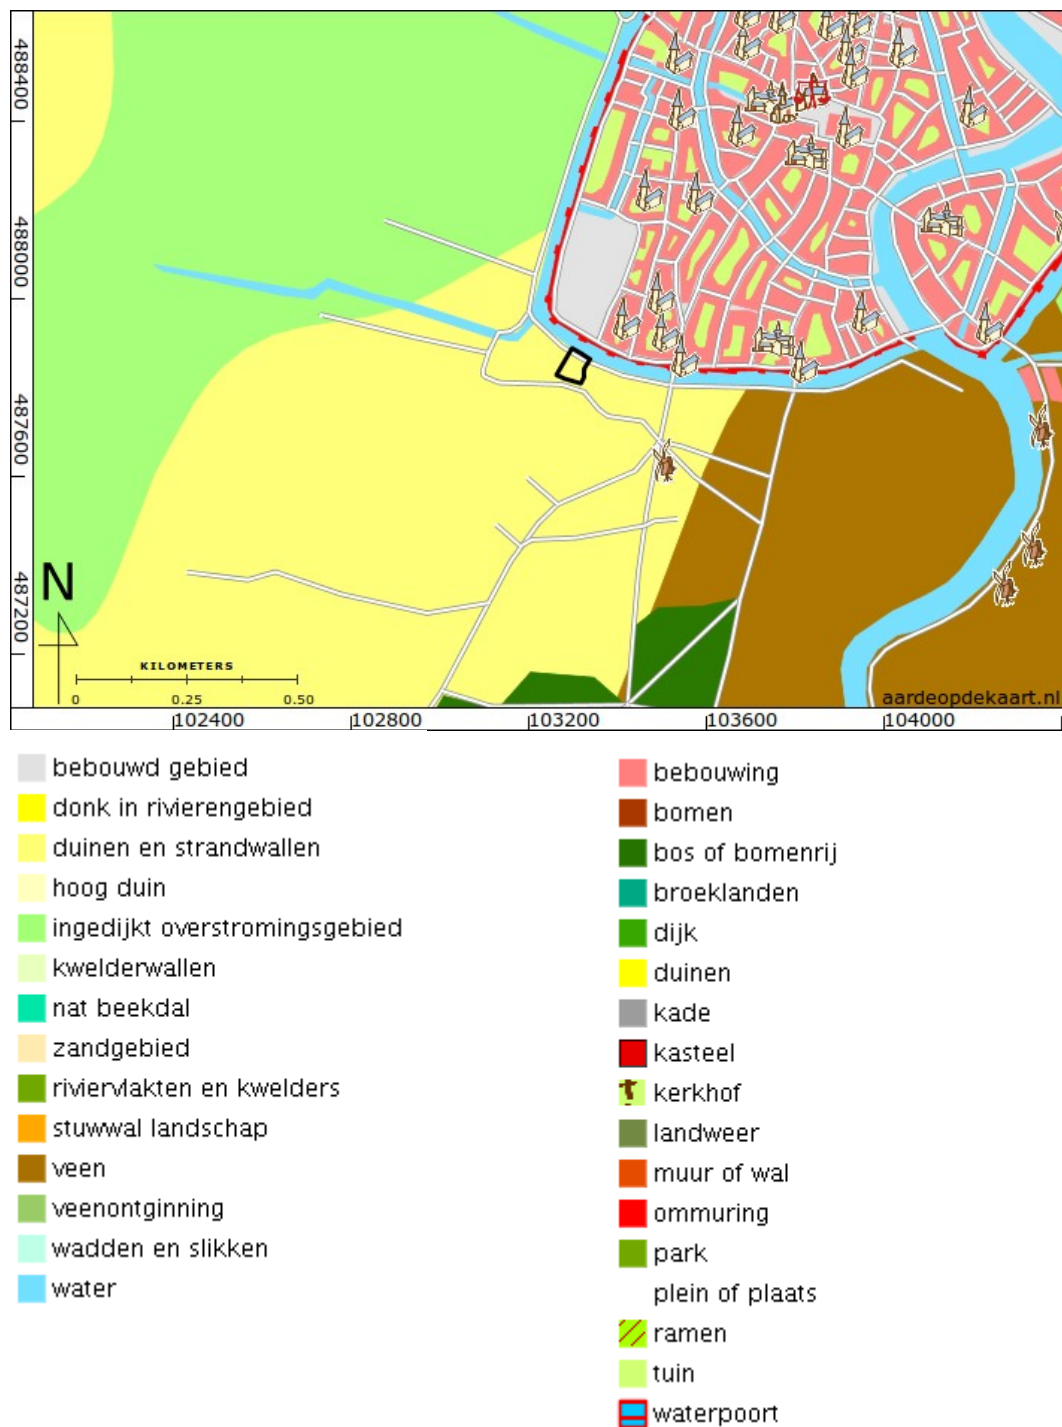 488400
488000
487600
487200
N
KILOMETERS
0 0.25 0.50
aardeopdekaart.nl
102400 102800 103200 103600 104000
bebouwd gebied
donk in rivierengebied
duinen en strandwallen
hoog duin
ingedijkt overstromingsgebied
kwelderwallen
nat beekdal
zandgebied
riviervlakten en kwelders
stuwwal landschap
veen
veenontginning
wadden en slikken
water
bebouwing
bomen
bos of bomenrij
broeklanden
dijk
duinen
kade
kasteel
kerkhof
landweer
muur of wal
ommuring
park
plein of plaats
ramen
tuin
waterpoort